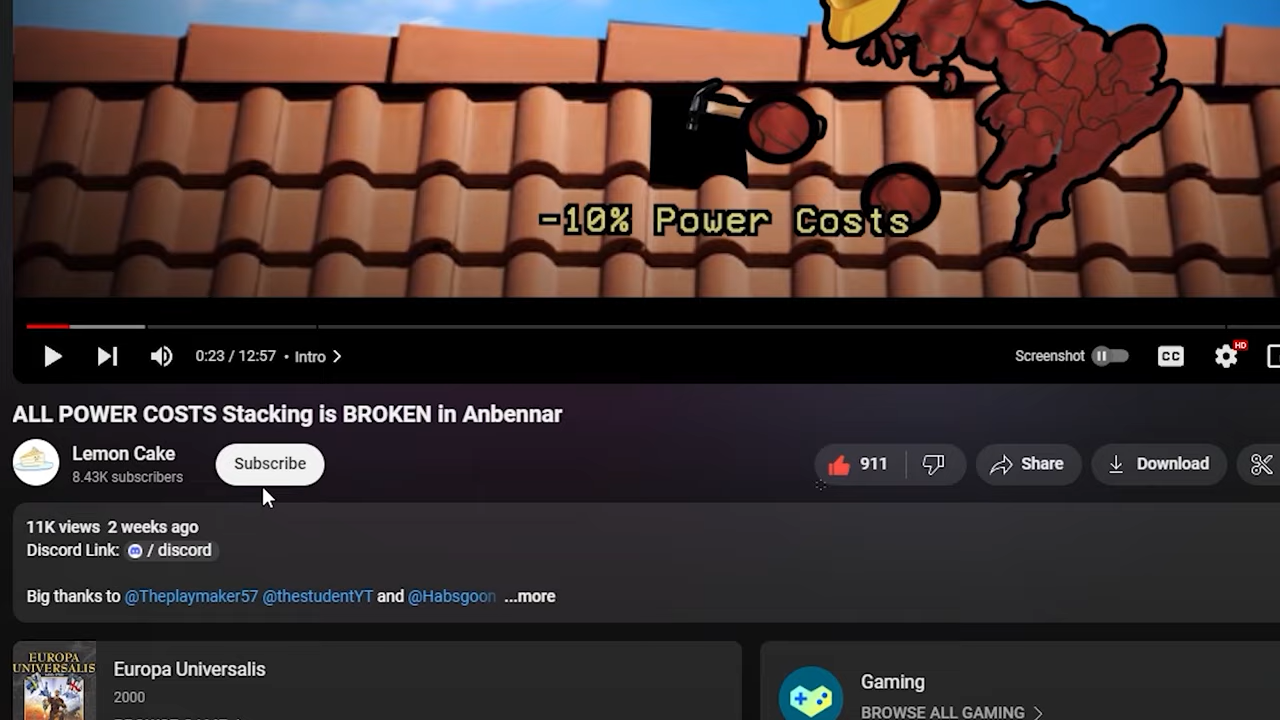 -10% Power Costs
0:23 / 12:57 • Intro
Screenshot
CC
HD
ALL POWER COSTS Stacking is BROKEN in Anbennar
Lemon Cake
8.43K subscribers
Subscribe
911
Share
Download
11K views 2 weeks ago
Discord Link: / discord
Big thanks to @Theplaymaker57 @thestudentYT and @Habsgoon ...more
EUROPA
UNIVERSALIS
Europa Universalis
2000
Gaming
BROWSE ALL GAMING